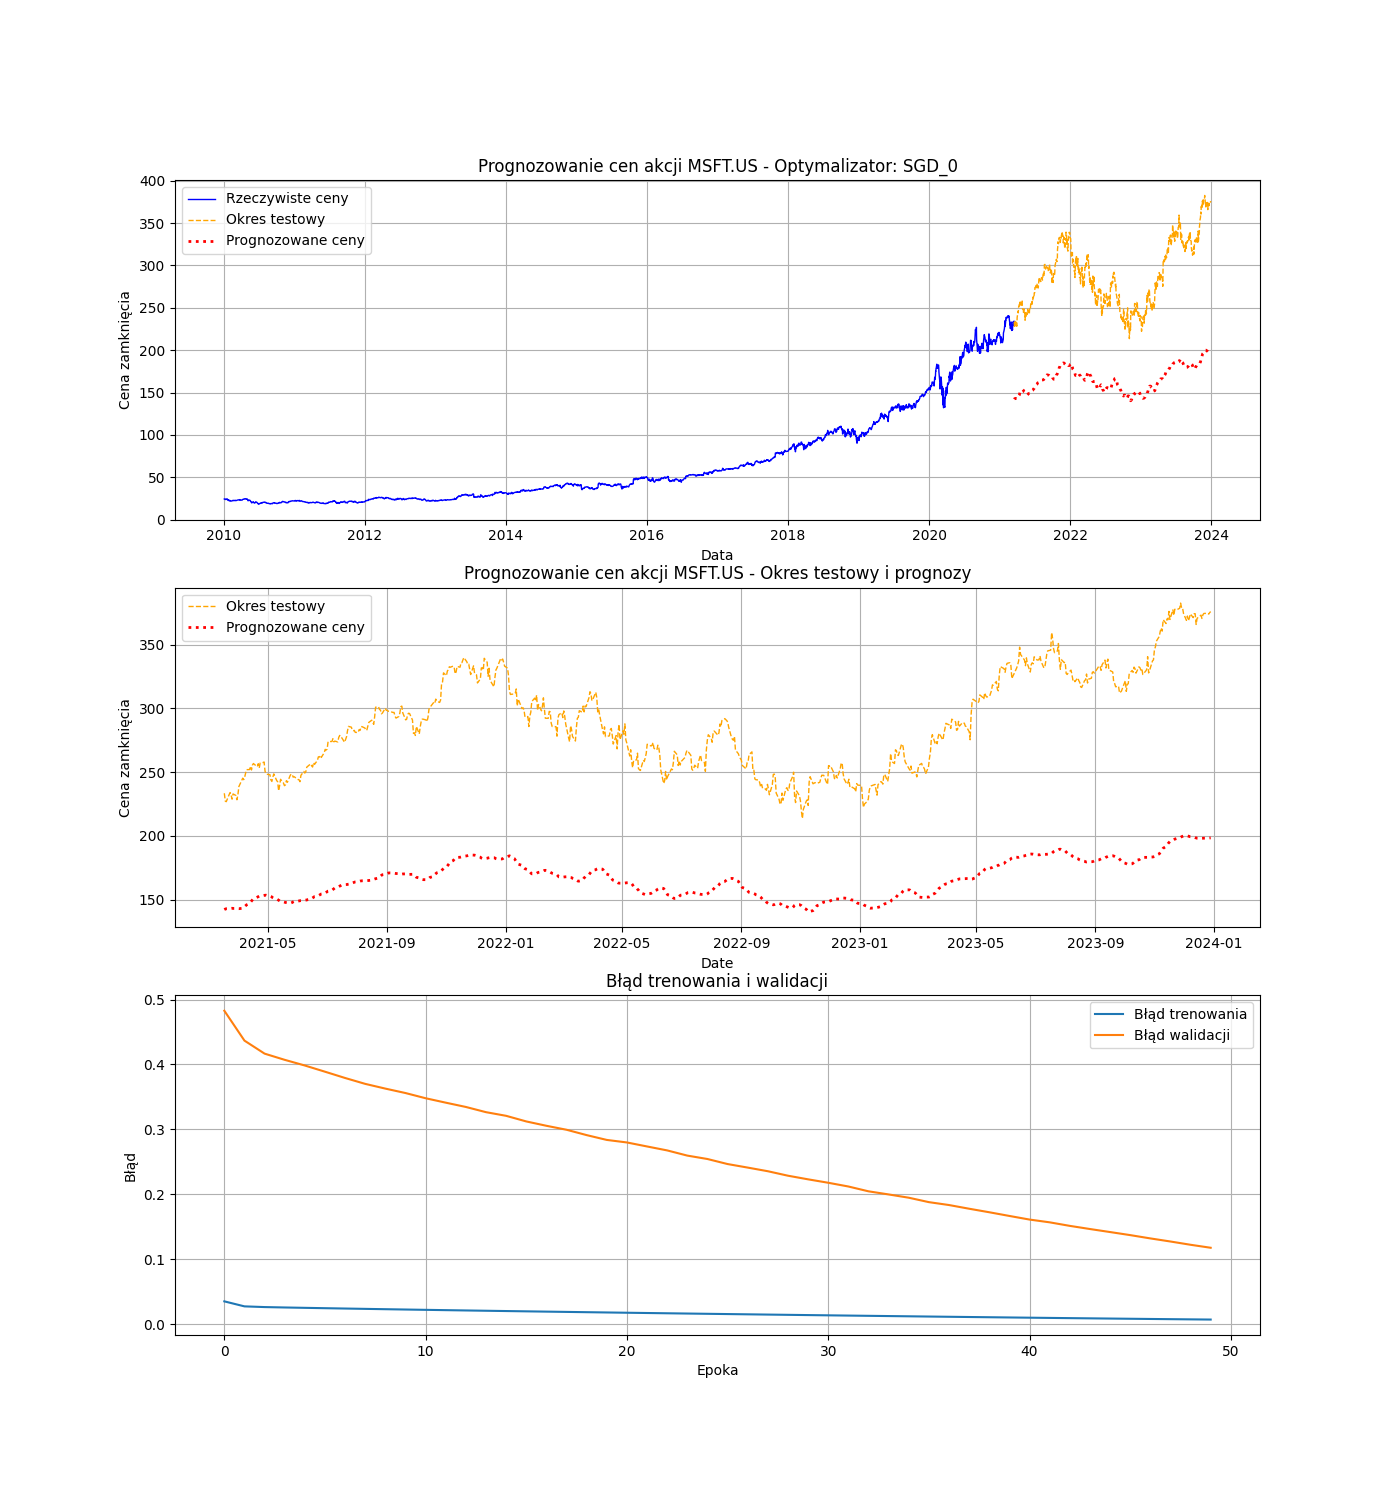 Prognozowanie cen akcji MSFT.US - Optymalizator: SGD_0
400
350
300
250
200
150
100
50
0
Cena zamknięcia
Rzeczywiste ceny
Okres testowy
Prognozowane ceny
2010 2012 2014 2016 2018 2020 2022 2024
Data
Prognozowanie cen akcji MSFT.US - Okres testowy i prognozy
350
300
250
200
150
Cena zamknięcia
Okres testowy
Prognozowane ceny
2021-05 2021-09 2022-01 2022-05 2022-09 2023-01 2023-05 2023-09 2024-01
Date
Błąd trenowania i walidacji
0.5
0.4
0.3
0.2
0.1
0.0
Błąd
Błąd trenowania
Błąd walidacji
0 10 20 30 40 50
Epoka